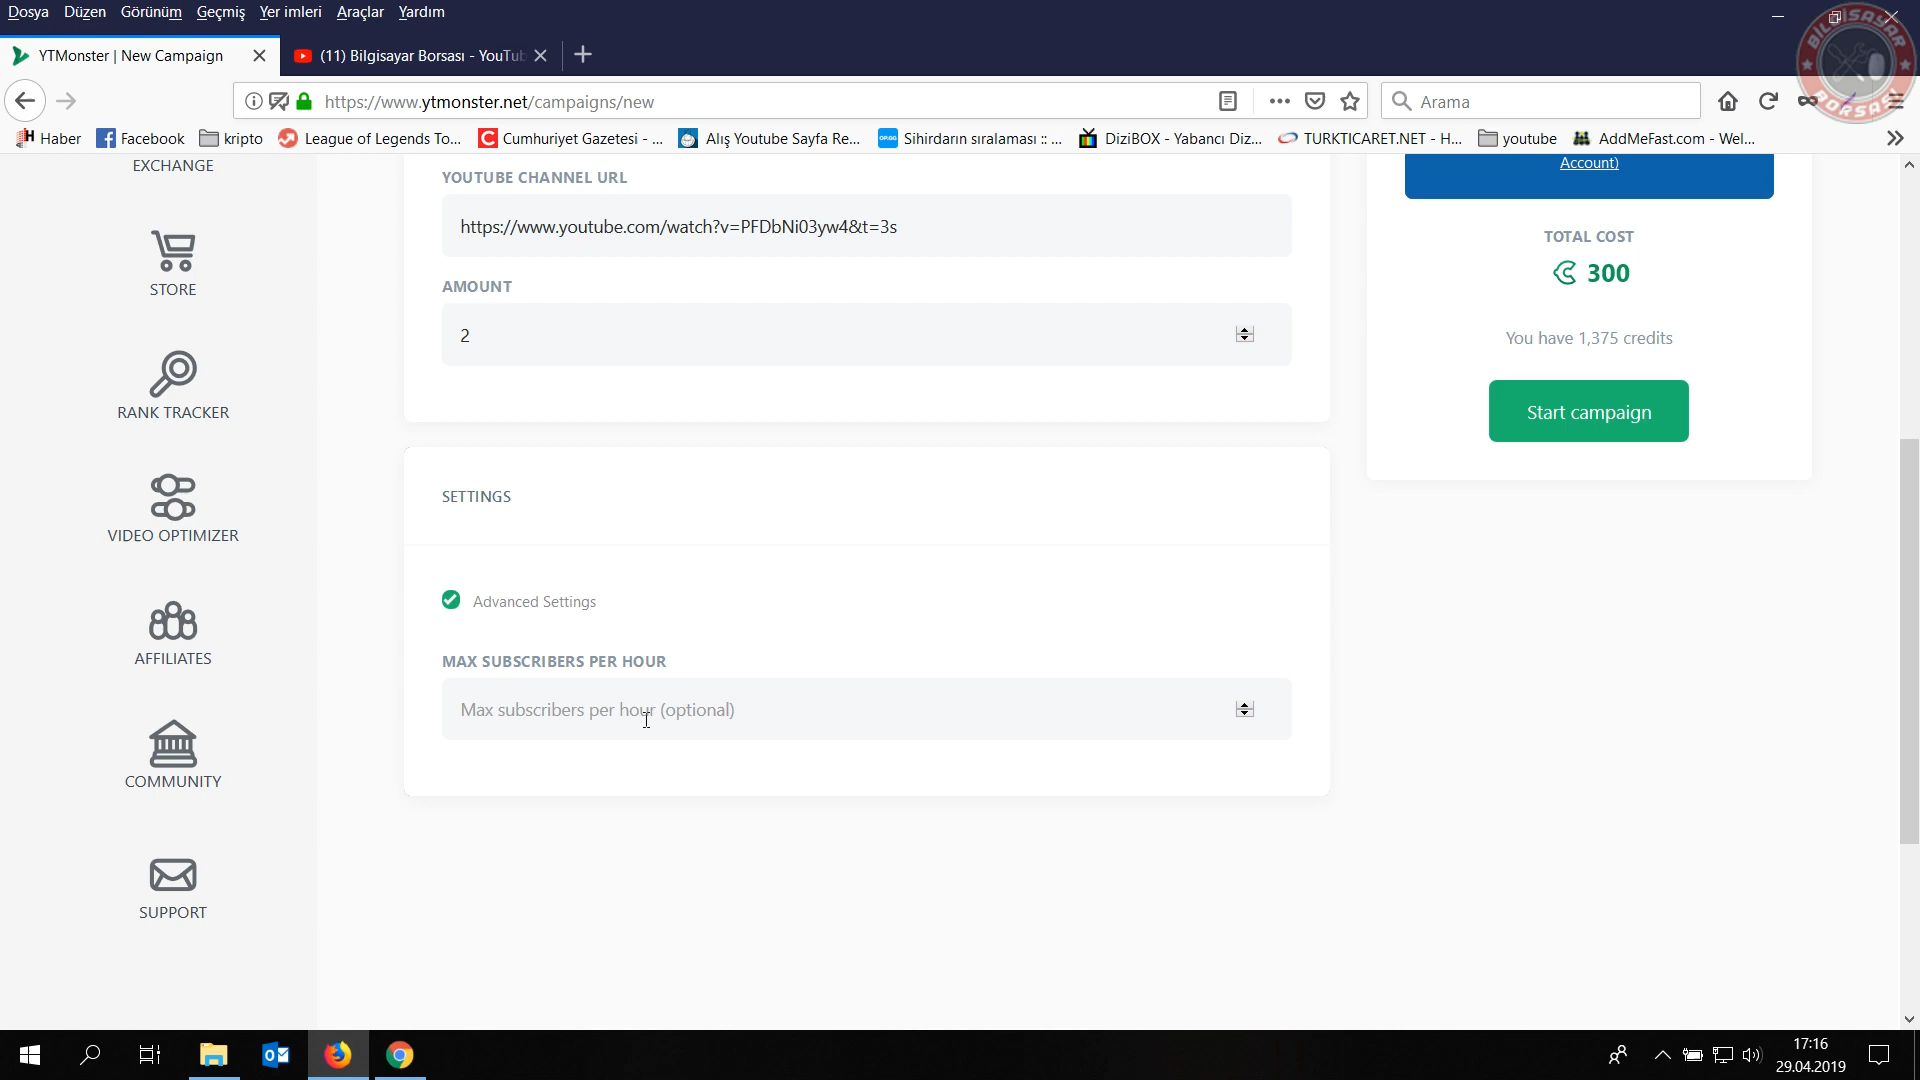 Dosya Düzen Görünüm Geçmiş Yer imleri Araçlar Yardım
YTMonster | New Campaign
(11) Bilgisayar Borsası - YouTub
https://www.ytmonster.net/campaigns/new
Arama
BİLGİSAYAR
BORSASI
Haber
Facebook
kripto
League of Legends To...
Cumhuriyet Gazetesi - ...
Alış Youtube Sayfa Re...
Sihirdarın sıralaması :: ...
DiziBOX - Yabancı Diz...
TURKTICARET.NET - H...
youtube
AddMeFast.com - Wel...
EXCHANGE
STORE
RANK TRACKER
VIDEO OPTIMIZER
AFFILIATES
COMMUNITY
SUPPORT
YOUTUBE CHANNEL URL
https://www.youtube.com/watch?v=PFDbNi03yw4&t=3s
AMOUNT
2
SETTINGS
Advanced Settings
MAX SUBSCRIBERS PER HOUR
Max subscribers per hour (optional)
Account)
TOTAL COST
300
You have 1,375 credits
Start campaign
17:16
29.04.2019